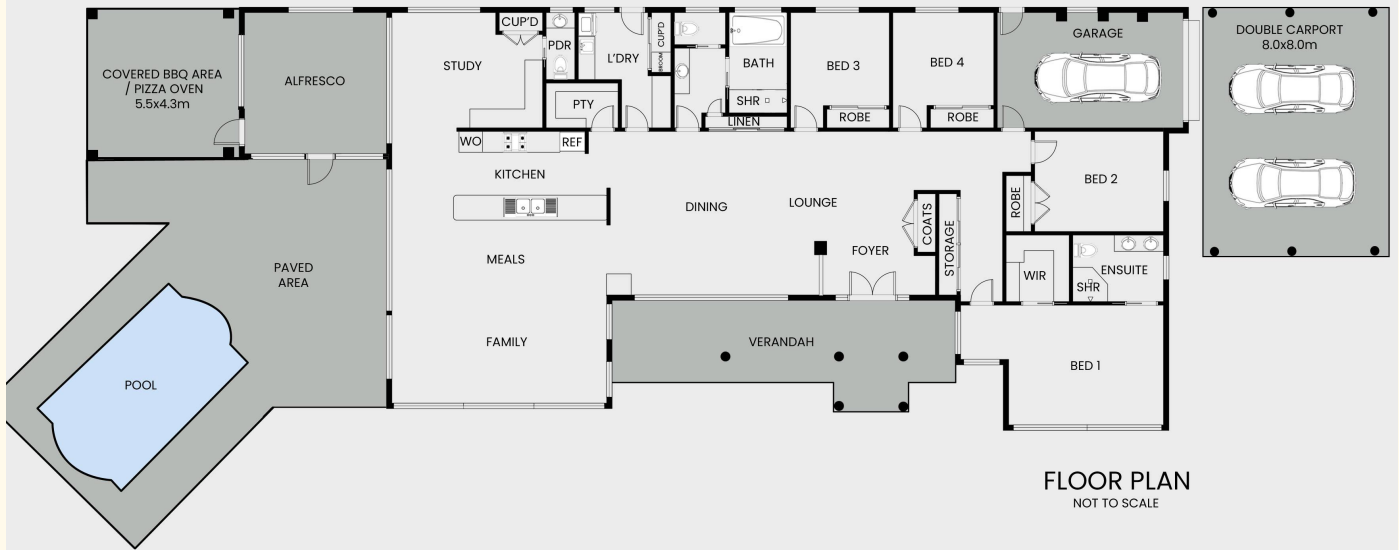 COVERED BBQ AREA
/ PIZZA OVEN
5.5x4.3m
ALFRESCO
STUDY
CUP'D
PDR
L'DRY
CUP'D
BROOM
PTY
BATH
SHR
LINEN
BED 3
ROBE
BED 4
ROBE
GARAGE
DOUBLE CARPORT
8.0x8.0m
WO
REF
KITCHEN
DINING
LOUNGE
FOYER
COATS
STORAGE
ROBE
BED 2
WIR
SHR
ENSUITE
MEALS
PAVED
AREA
FAMILY
VERANDAH
BED 1
POOL
FLOOR PLAN
NOT TO SCALE